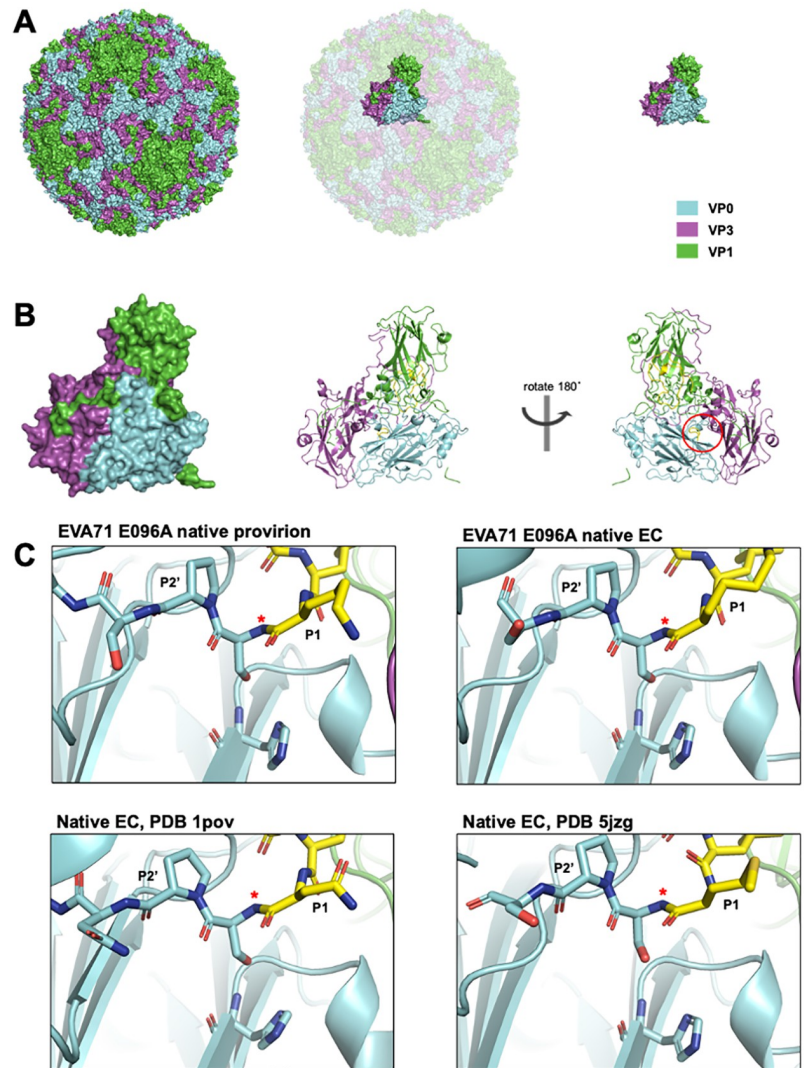 A
VP0
VP3
VP1
B
rotate 180˚
C
EVA71 E096A native provirion
P2'
*
P1
EVA71 E096A native EC
P2'
*
P1
Native EC, PDB 1pov
P2'
*
P1
Native EC, PDB 5jzg
P2'
*
P1